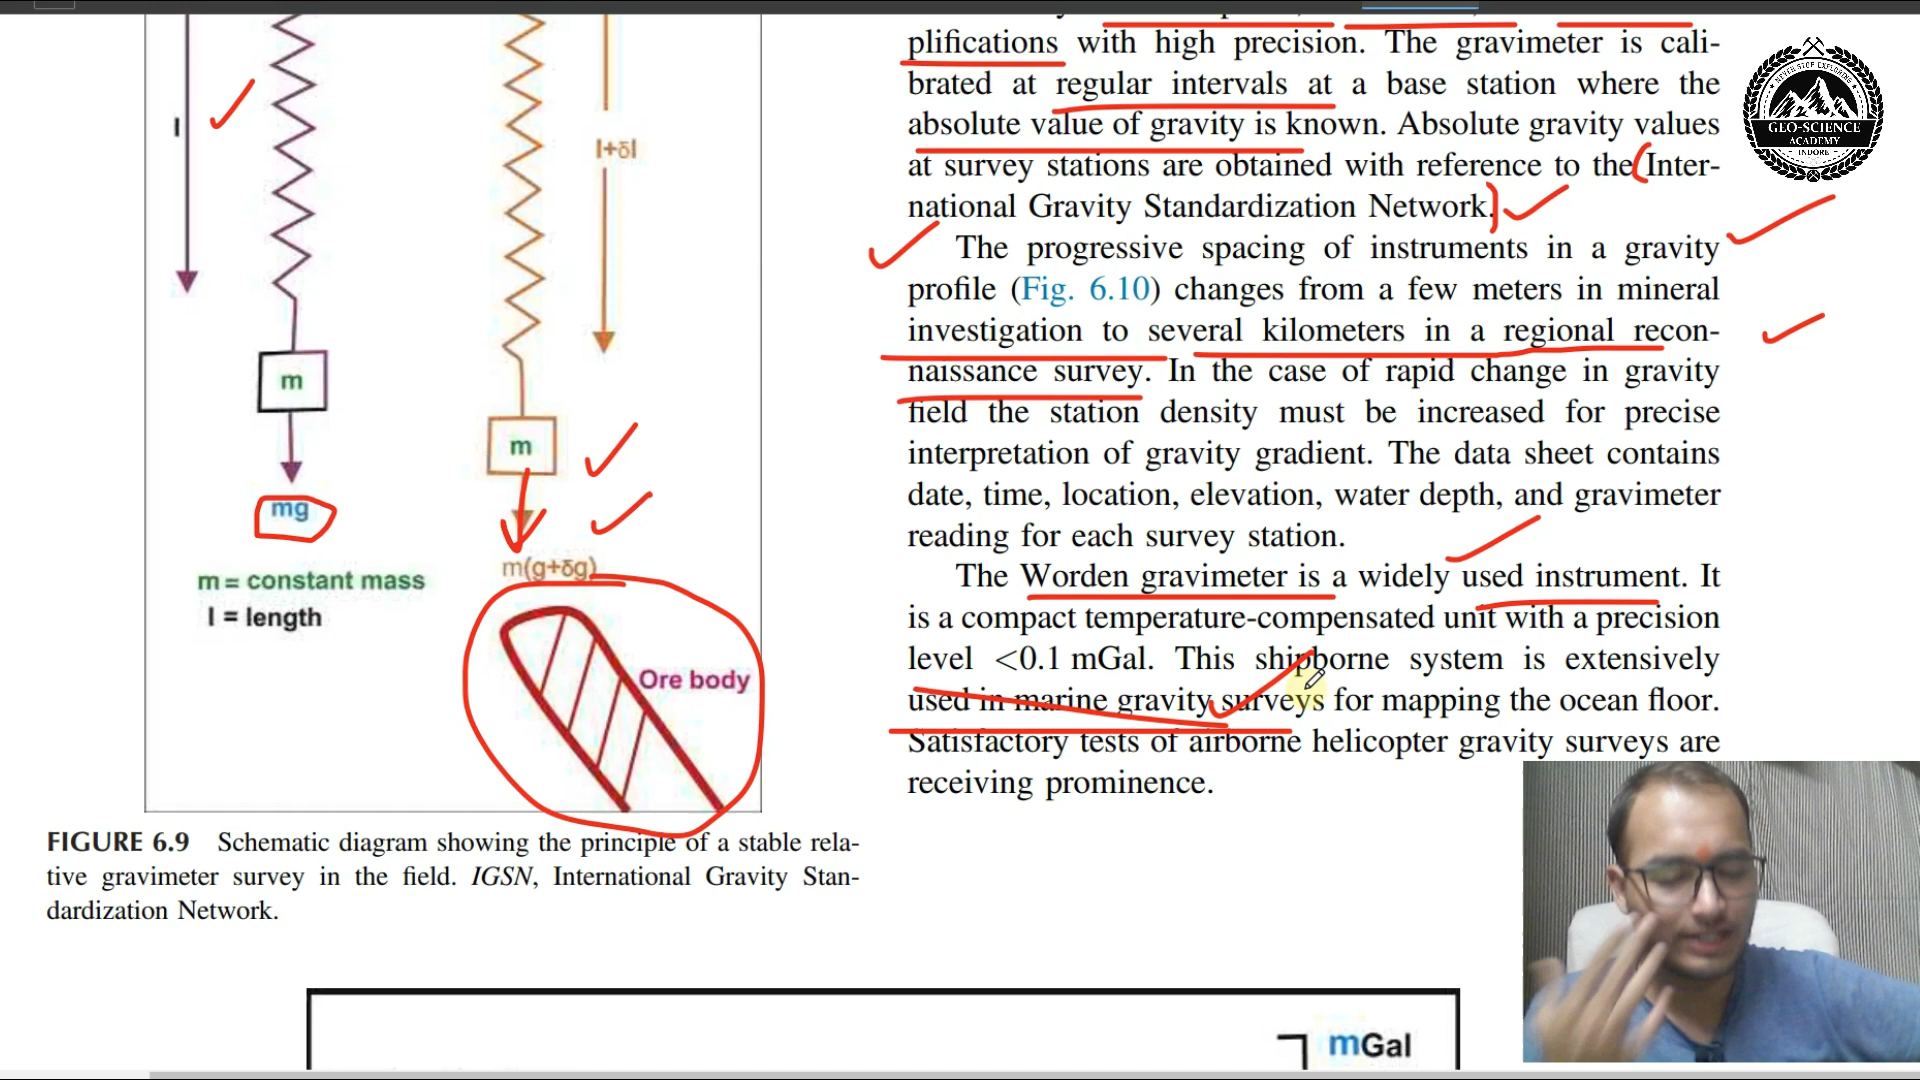 l
l+δl
m
m
mg
m(g+δg)
m = constant mass
l = length
Ore body
FIGURE 6.9 Schematic diagram showing the principle of a stable rela-
tive gravimeter survey in the field. IGSN, International Gravity Stan-
dardization Network.
plifications with high precision. The gravimeter is cali-
brated at regular intervals at a base station where the
absolute value of gravity is known. Absolute gravity values
at survey stations are obtained with reference to the Inter-
national Gravity Standardization Network.
The progressive spacing of instruments in a gravity
profile (Fig. 6.10) changes from a few meters in mineral
investigation to several kilometers in a regional recon-
naissance survey. In the case of rapid change in gravity
field the station density must be increased for precise
interpretation of gravity gradient. The data sheet contains
date, time, location, elevation, water depth, and gravimeter
reading for each survey station.
The Worden gravimeter is a widely used instrument. It
is a compact temperature-compensated unit with a precision
level <0.1 mGal. This shipborne system is extensively
used in marine gravity surveys for mapping the ocean floor.
Satisfactory tests of airborne helicopter gravity surveys are
receiving prominence.
mGal
NEVER STOP EXPLORING
GEO-SCIENCE
ACADEMY
INDORE